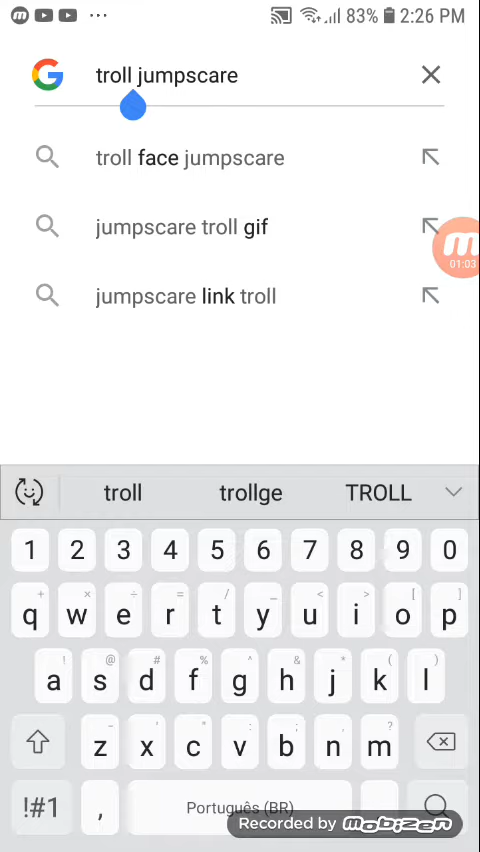 83% 2:26 PM
troll jumpscare
troll face jumpscare
jumpscare troll gif
01:03
jumpscare link troll
troll trollge TROLL
1 2 3 4 5 6 7 8 9 0
+ × ÷ = / _ < > [ ]
q w e r t y u i o p
! @ # % ^ & * ( )
a s d f g h j k l
- ' " : ; , ?
z x c v b n m
!#1 , Português (BR)
Recorded by mobizen